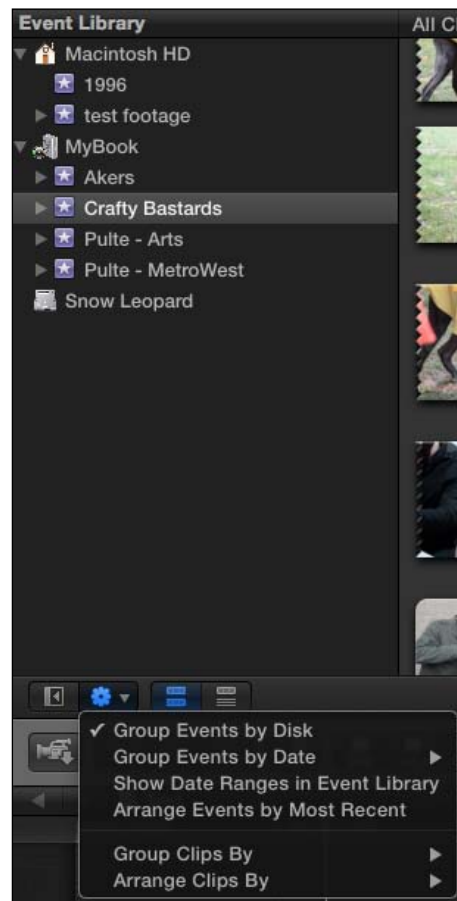 Event Library
All Cl
Macintosh HD
1996
test footage
MyBook
Akers
Crafty Bastards
Pulte - Arts
Pulte - MetroWest
Snow Leopard
✓ Group Events by Disk
Group Events by Date
Show Date Ranges in Event Library
Arrange Events by Most Recent
Group Clips By
Arrange Clips By